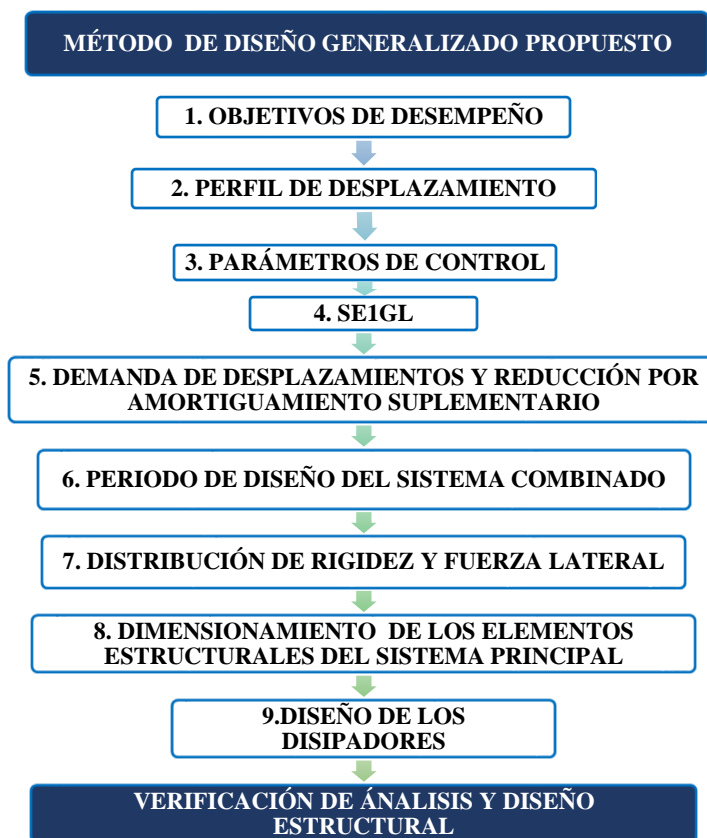 MÉTODO DE DISEÑO GENERALIZADO PROPUESTO
1. OBJETIVOS DE DESEMPEÑO
2. PERFIL DE DESPLAZAMIENTO
3. PARÁMETROS DE CONTROL
4. SE1GL
5. DEMANDA DE DESPLAZAMIENTOS Y REDUCCIÓN POR
AMORTIGUAMIENTO SUPLEMENTARIO
6. PERIODO DE DISEÑO DEL SISTEMA COMBINADO
7. DISTRIBUCIÓN DE RIGIDEZ Y FUERZA LATERAL
8. DIMENSIONAMIENTO DE LOS ELEMENTOS
ESTRUCTURALES DEL SISTEMA PRINCIPAL
9.DISEÑO DE LOS
DISIPADORES
VERIFICACIÓN DE ÁNALISIS Y DISEÑO
ESTRUCTURAL